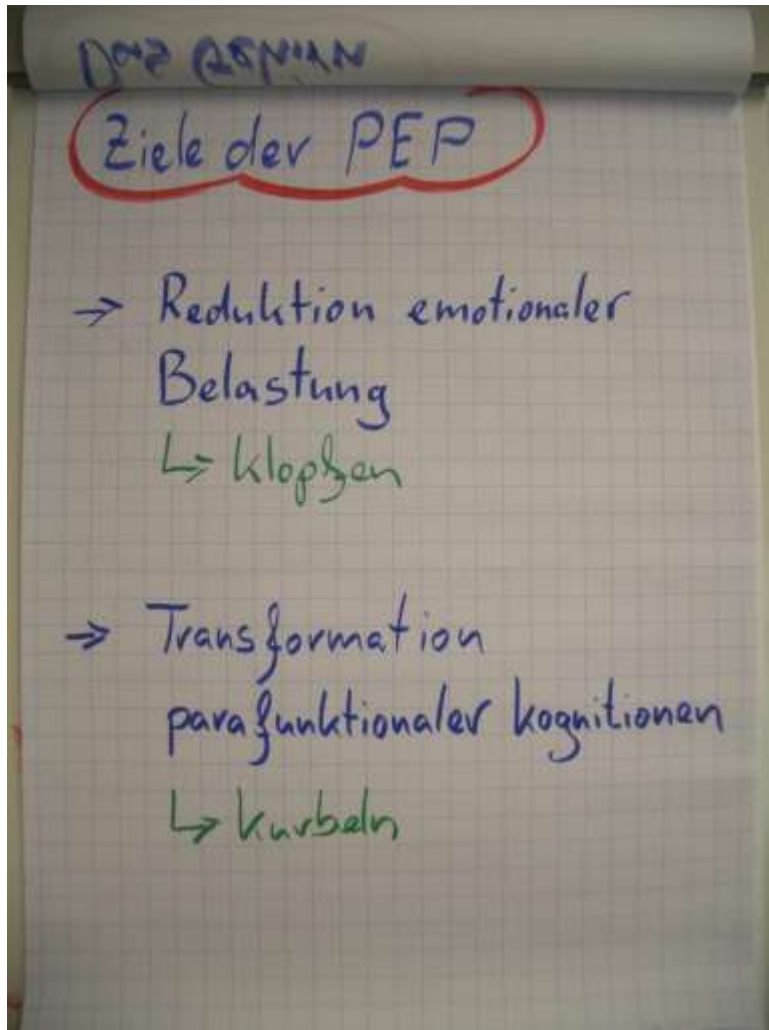 Ziele der PEP
→ Reduktion emotionaler
Belastung
↳ klopfen
→ Transformation
parafunktionaler kognitionen
↳ kurbeln